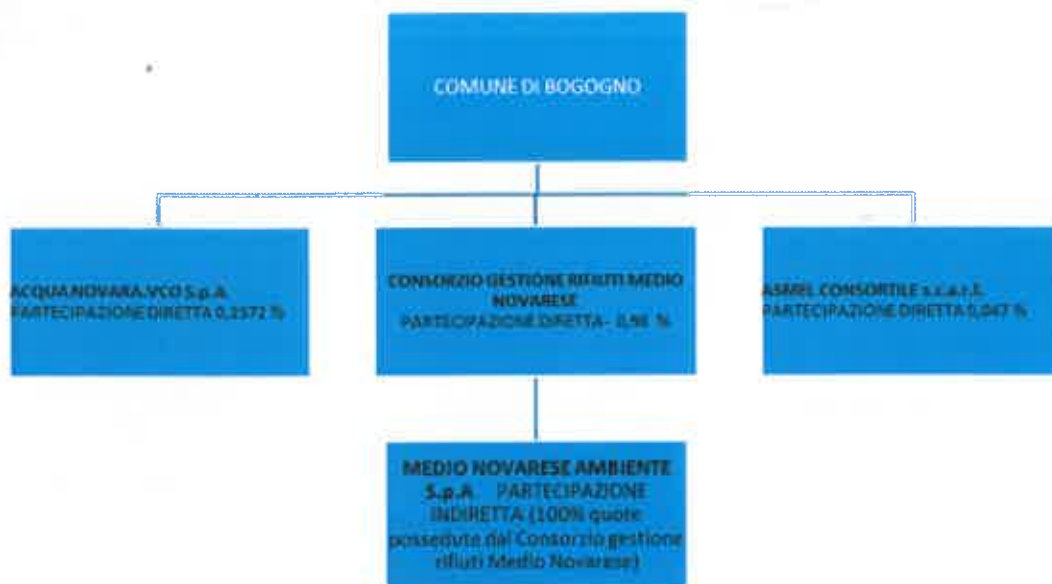 COMUNE DI BOGOGNO
ACQUA NOVARA.VCO S.p.A.
PARTECIPAZIONE DIRETTA 0,2572 %
CONSORZIO GESTIONE RIFIUTI MEDIO
NOVARESE
PARTECIPAZIONE DIRETTA - 0,98 %
ASMEL CONSORTILE s.c.a.r.l.
PARTECIPAZIONE DIRETTA 0,047 %
MEDIO NOVARESE AMBIENTE
S.p.A PARTECIPAZIONE
INDIRETTA (100% quote
possedute dal Consorzio gestione
rifiuti Medio Novarese)